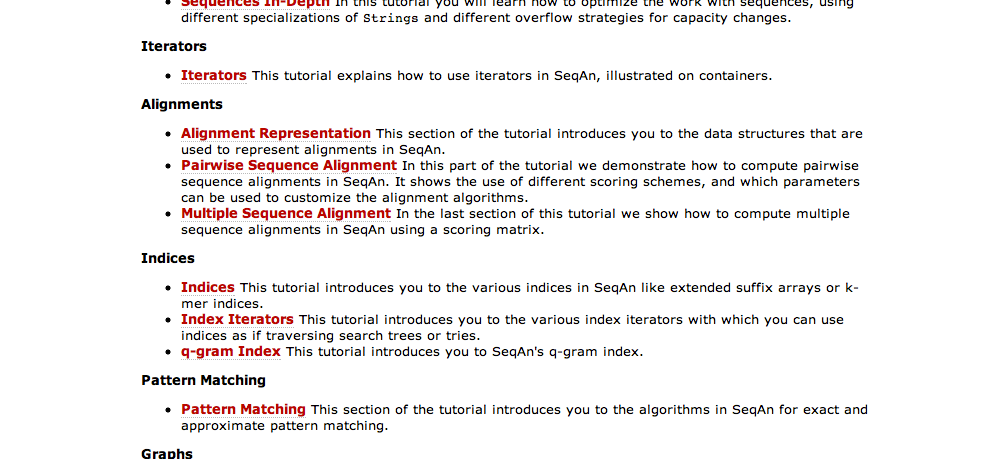 Sequences In-Depth In this tutorial you will learn how to optimize the work with sequences, using
different specializations of Strings and different overflow strategies for capacity changes.
Iterators
Iterators This tutorial explains how to use iterators in SeqAn, illustrated on containers.
Alignments
Alignment Representation This section of the tutorial introduces you to the data structures that are
used to represent alignments in SeqAn.
Pairwise Sequence Alignment In this part of the tutorial we demonstrate how to compute pairwise
sequence alignments in SeqAn. It shows the use of different scoring schemes, and which parameters
can be used to customize the alignment algorithms.
Multiple Sequence Alignment In the last section of this tutorial we show how to compute multiple
sequence alignments in SeqAn using a scoring matrix.
Indices
Indices This tutorial introduces you to the various indices in SeqAn like extended suffix arrays or k-
mer indices.
Index Iterators This tutorial introduces you to the various index iterators with which you can use
indices as if traversing search trees or tries.
q-gram Index This tutorial introduces you to SeqAn's q-gram index.
Pattern Matching
Pattern Matching This section of the tutorial introduces you to the algorithms in SeqAn for exact and
approximate pattern matching.
Graphs